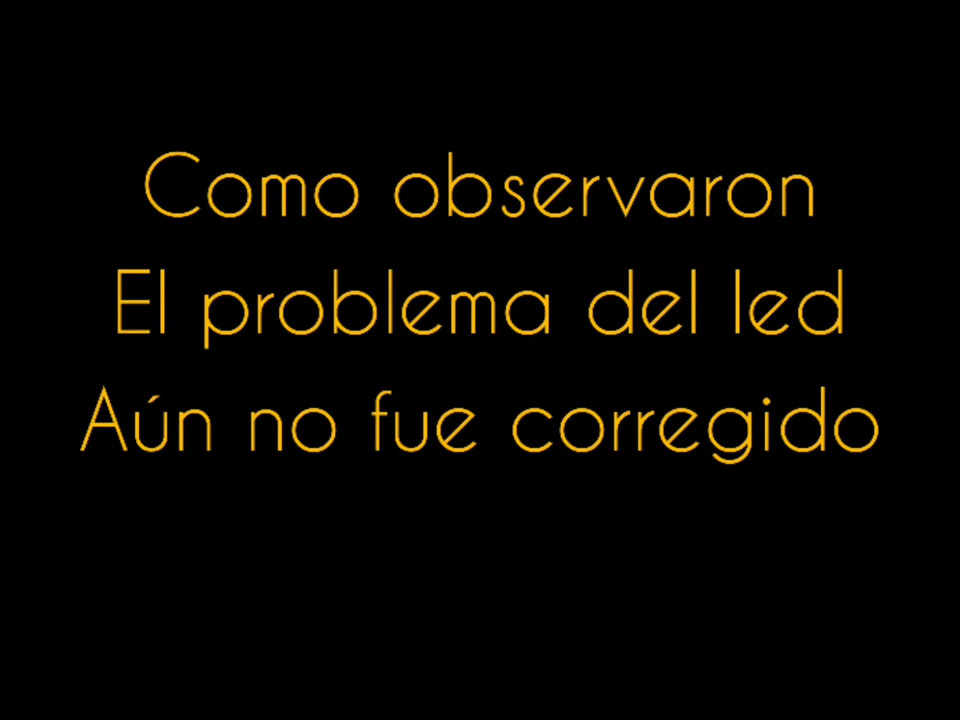 Como observaron
El problema del led
Aún no fue corregido